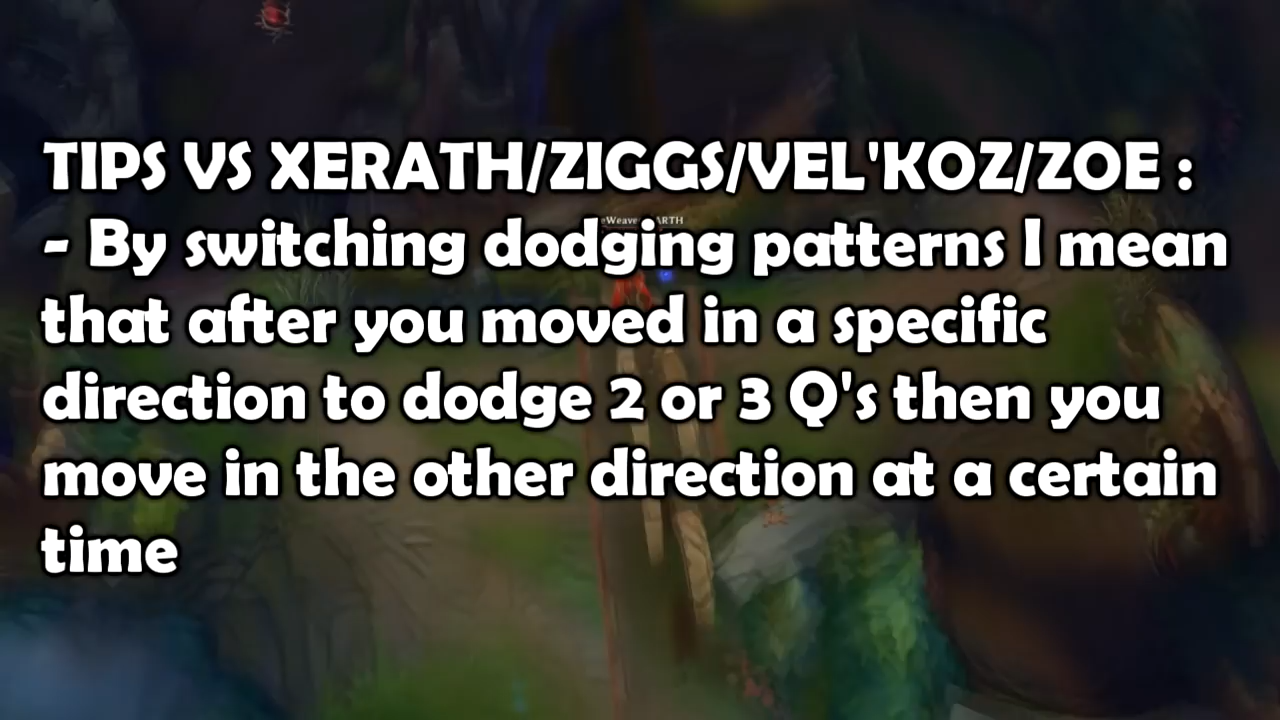 TIPS VS XERATH/ZIGGS/VEL'KOZ/ZOE :
- By switching dodging patterns I mean
that after you moved in a specific
direction to dodge 2 or 3 Q's then you
move in the other direction at a certain
time